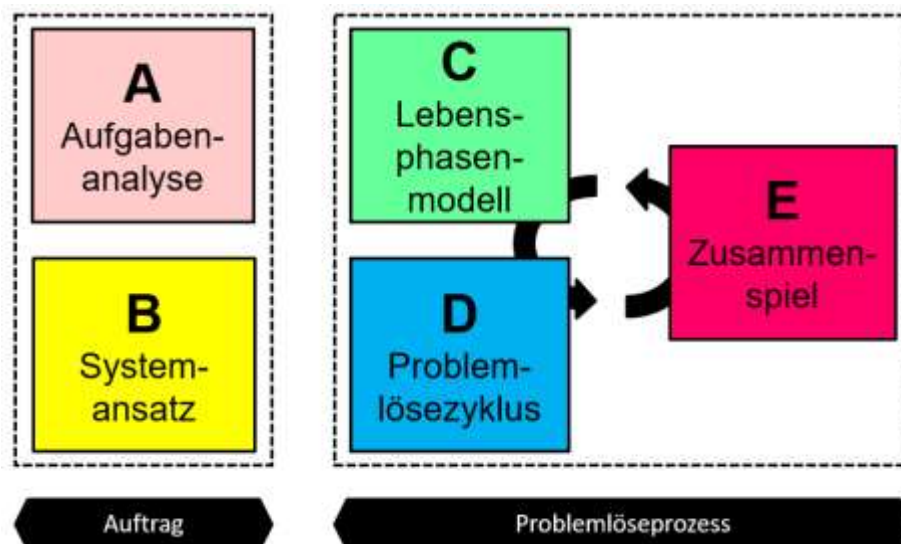 A
Aufgaben-
analyse
B
System-
ansatz
C
Lebens-
phasen-
modell
D
Problem-
lösezyklus
E
Zusammen-
spiel
Auftrag
Problemlöseprozess